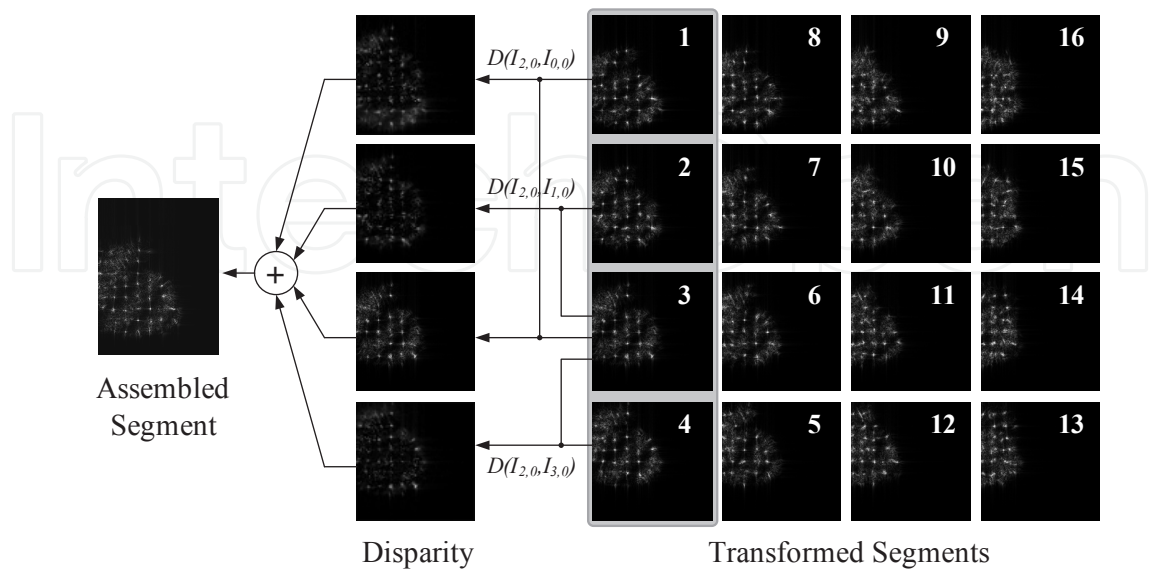 1 8 9 16
D(I2,0,I0,0)
2 7 10 15
D(I2,0,I1,0)
3 6 11 14
+
4 5 12 13
D(I2,0,I3,0)
Assembled
Segment
Disparity
Transformed Segments
IntechOpen